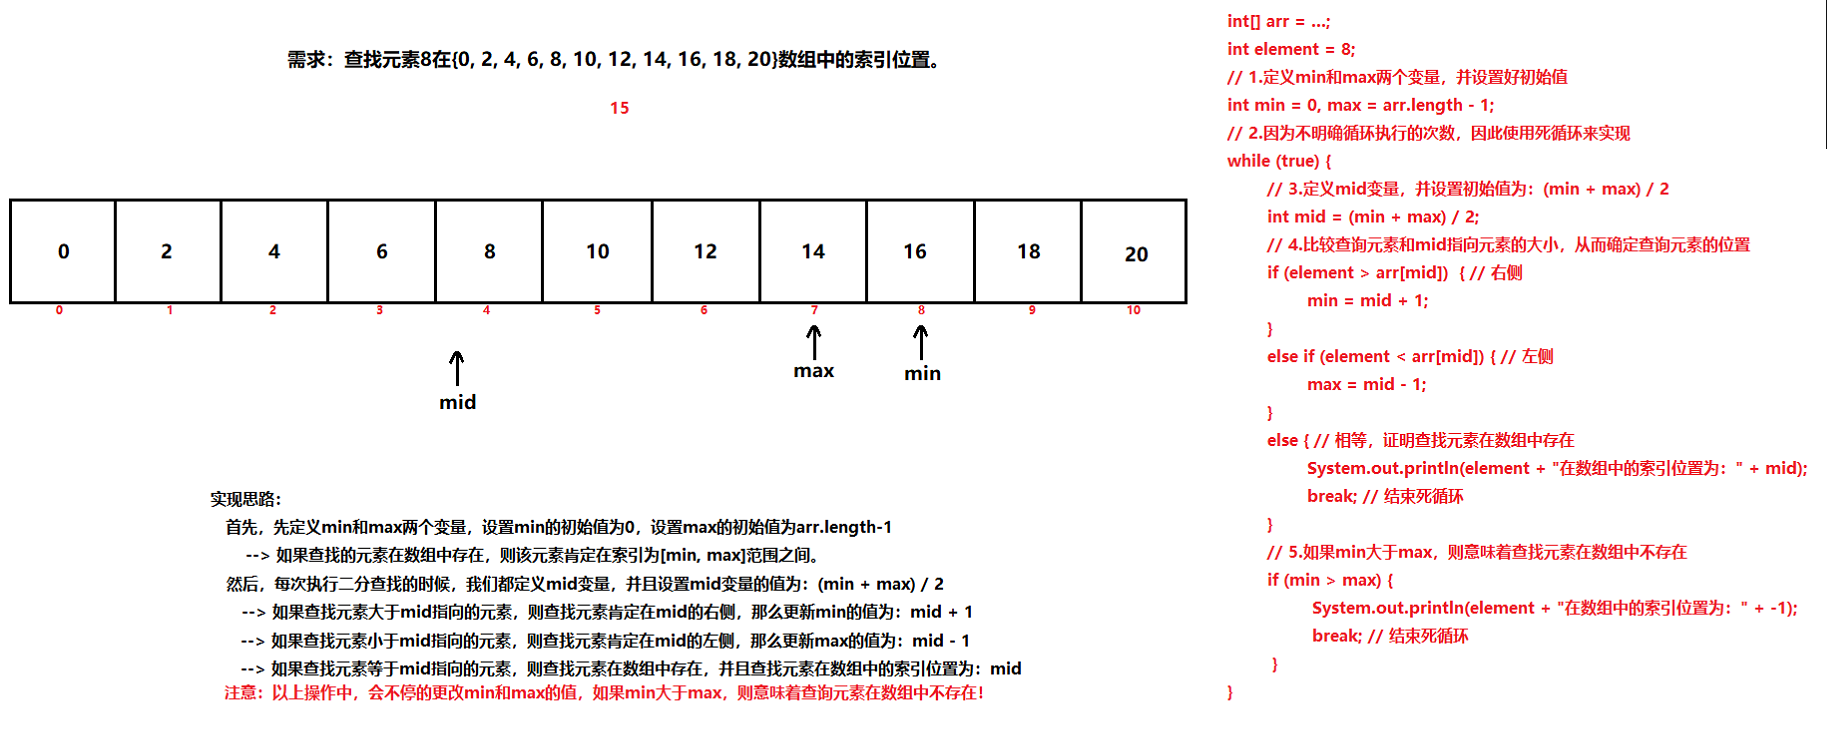 需求：查找元素8在{0, 2, 4, 6, 8, 10, 12, 14, 16, 18, 20}数组中的索引位置。
15
0 2 4 6 8 10 12 14 16 18 20
0 1 2 3 4 5 6 7 8 9 10
max
min
mid
实现思路：
首先，先定义min和max两个变量，设置min的初始值为0，设置max的初始值为arr.length-1
--> 如果查找的元素在数组中存在，则该元素肯定在索引为[min, max]范围之间。
然后，每次执行二分查找的时候，我们都定义mid变量，并且设置mid变量的值为：(min + max) / 2
--> 如果查找元素大于mid指向的元素，则查找元素肯定在mid的右侧，那么更新min的值为：mid + 1
--> 如果查找元素小于mid指向的元素，则查找元素肯定在mid的左侧，那么更新max的值为：mid - 1
--> 如果查找元素等于mid指向的元素，则查找元素在数组中存在，并且查找元素在数组中的索引位置为：mid
注意：以上操作中，会不停的更改min和max的值，如果min大于max，则意味着查询元素在数组中不存在！
int[] arr = ...;
int element = 8;
// 1.定义min和max两个变量，并设置好初始值
int min = 0, max = arr.length - 1;
// 2.因为不明确循环执行的次数，因此使用死循环来实现
while (true) {
// 3.定义mid变量，并设置初始值为：(min + max) / 2
int mid = (min + max) / 2;
// 4.比较查询元素和mid指向元素的大小，从而确定查询元素的位置
if (element > arr[mid]) { // 右侧
min = mid + 1;
}
else if (element < arr[mid]) { // 左侧
max = mid - 1;
}
else { // 相等，证明查找元素在数组中存在
System.out.println(element + "在数组中的索引位置为：" + mid);
break; // 结束死循环
}
// 5.如果min大于max，则意味着查找元素在数组中不存在
if (min > max) {
System.out.println(element + "在数组中的索引位置为：" + -1);
break; // 结束死循环
}
}